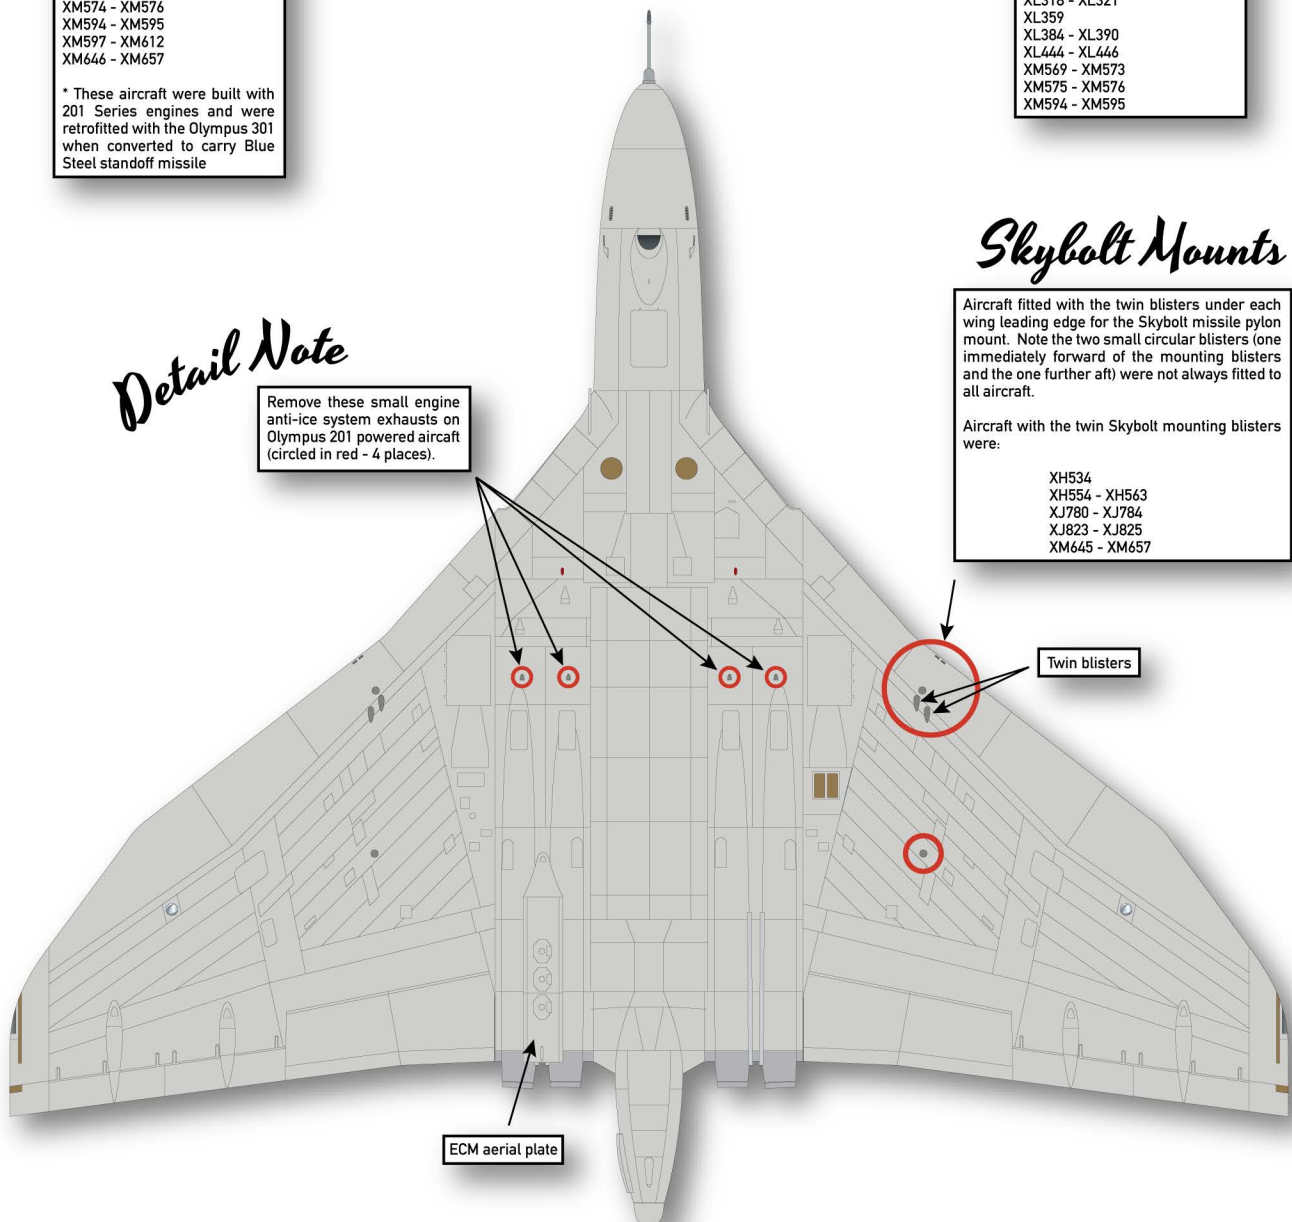 XM574 - XM576
XM594 - XM595
XM597 - XM612
XM646 - XM657
* These aircraft were built with
201 Series engines and were
retrofitted with the Olympus 301
when converted to carry Blue
Steel standoff missile
XL318 - XL321
XL359
XL384 - XL390
XL444 - XL446
XM569 - XM573
XM575 - XM576
XM594 - XM595
Skybolt Mounts
Aircraft fitted with the twin blisters under each
wing leading edge for the Skybolt missile pylon
mount. Note the two small circular blisters (one
immediately forward of the mounting blisters
and the one further aft) were not always fitted to
all aircraft.
Aircraft with the twin Skybolt mounting blisters
were:
XH534
XH554 - XH563
XJ780 - XJ784
XJ823 - XJ825
XM645 - XM657
Detail Note
Remove these small engine
anti-ice system exhausts on
Olympus 201 powered aircaft
(circled in red - 4 places).
Twin blisters
ECM aerial plate